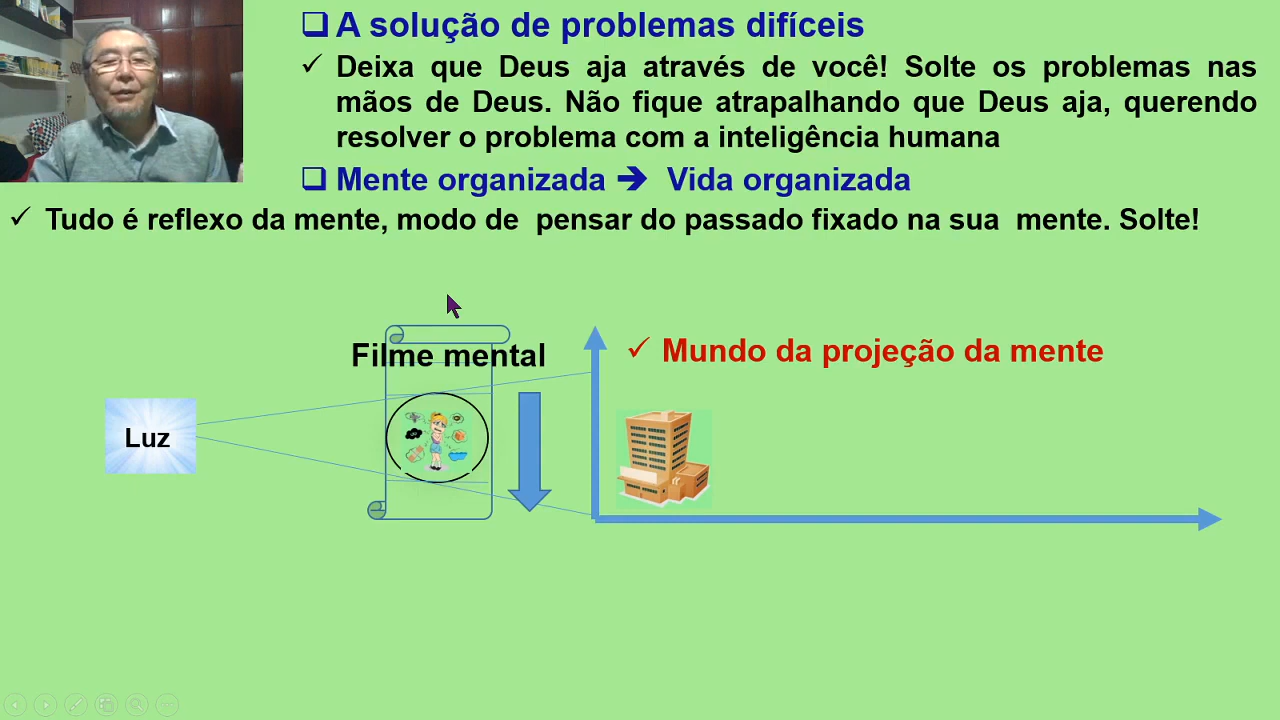 A solução de problemas difíceis
Deixa que Deus aja através de você! Solte os problemas nas
mãos de Deus. Não fique atrapalhando que Deus aja, querendo
resolver o problema com a inteligência humana
Mente organizada ➔ Vida organizada
Tudo é reflexo da mente, modo de pensar do passado fixado na sua mente. Solte!
Filme mental
Mundo da projeção da mente
Luz